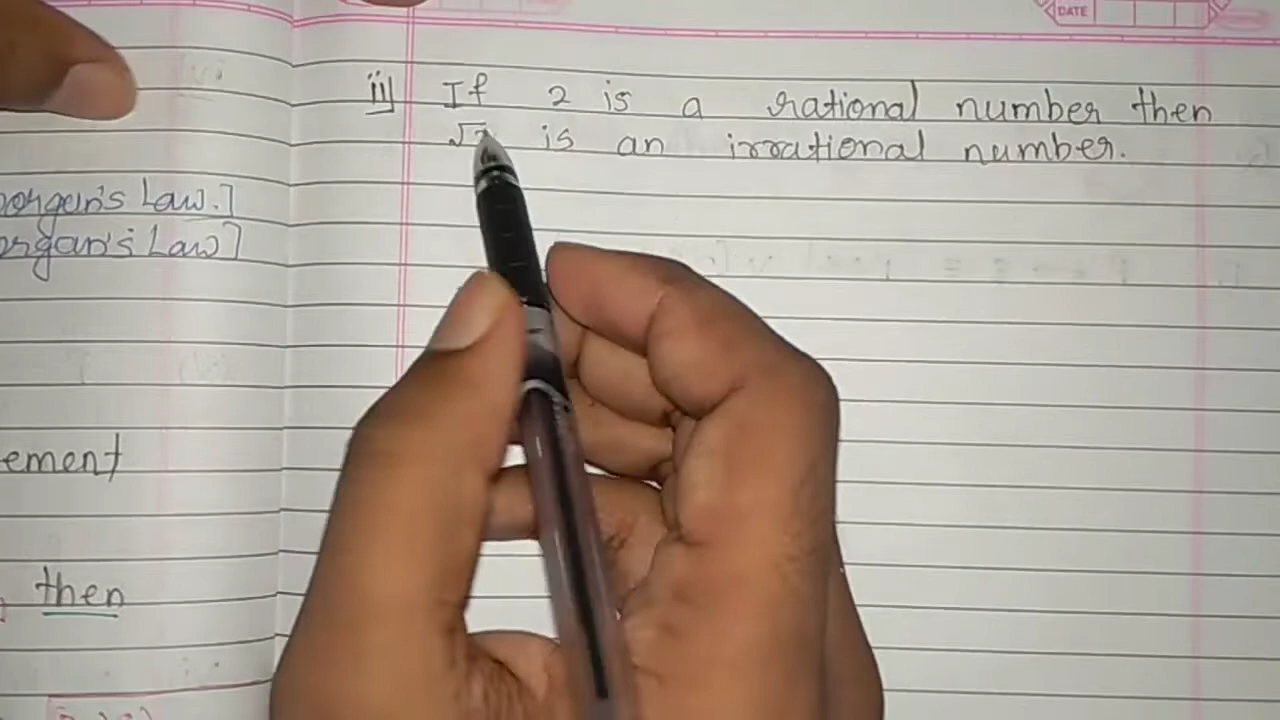 DATE
ii) If 2 is a rational number then
is an irrational number.
organ's Law.]
organ's Law]
ement
then